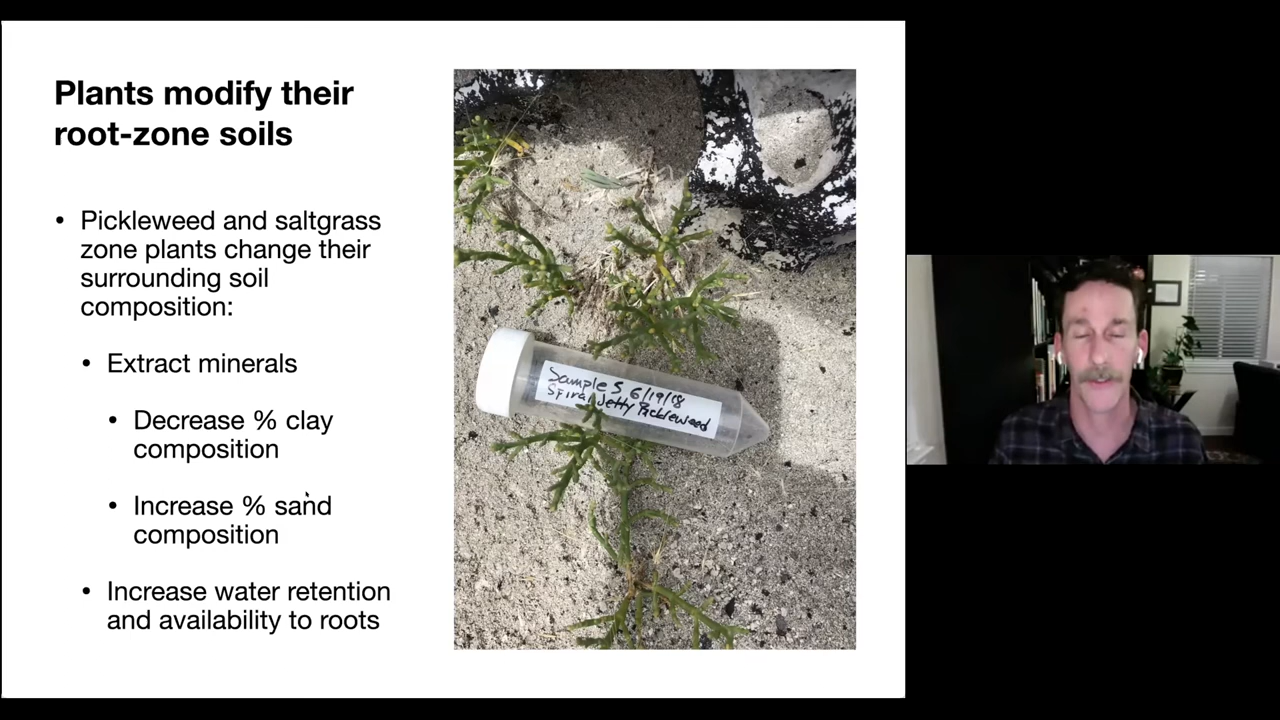 Plants modify their
root-zone soils
• Pickleweed and saltgrass
zone plants change their
surrounding soil
composition:
• Extract minerals
• Decrease % clay
composition
• Increase % sand
composition
• Increase water retention
and availability to roots
Sample 5 6/19/18
Spiral Jetty Pickleweed